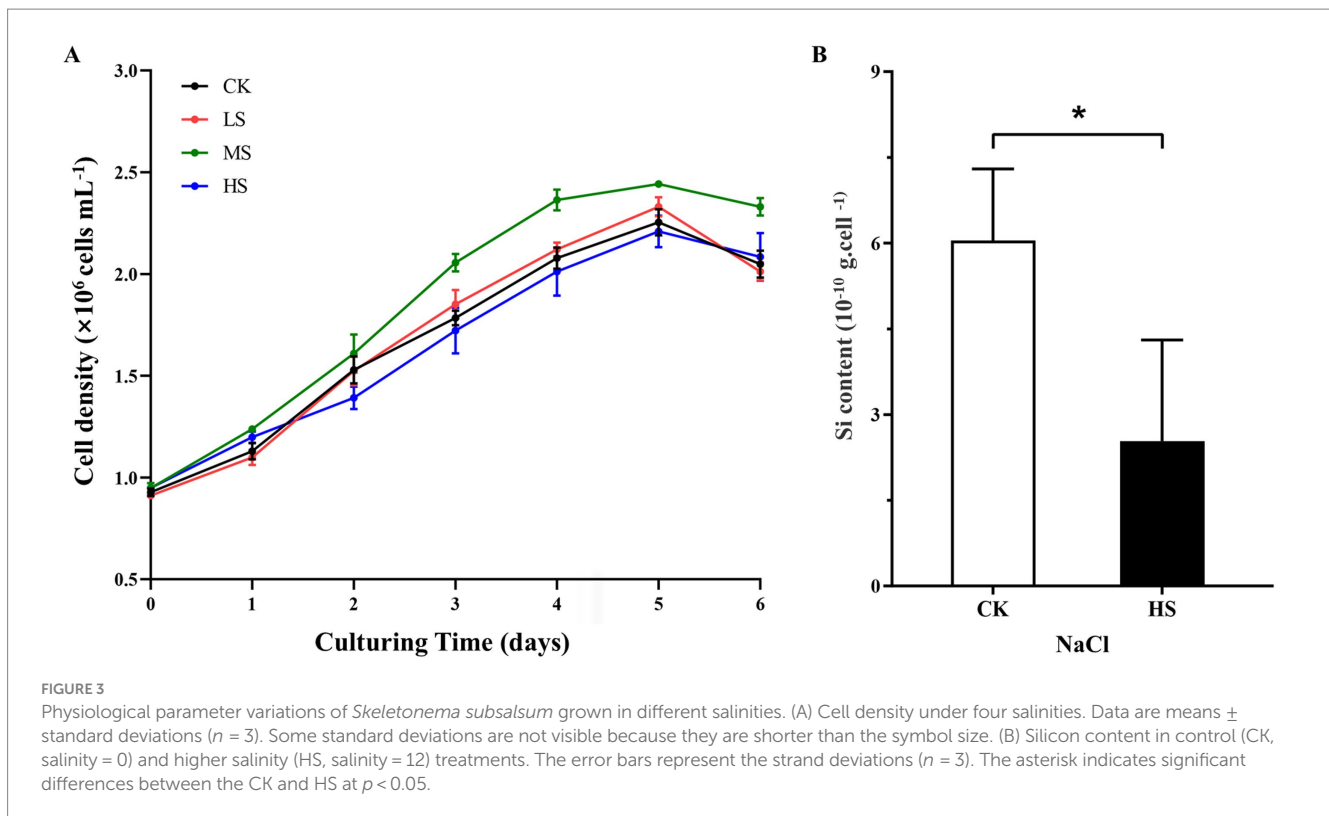 A
3.0
2.5
2.0
1.5
1.0
0.5
Cell density (×10⁶ cells mL⁻¹)
CK
LS
MS
HS
0 1 2 3 4 5 6
Culturing Time (days)
B
9
6
3
0
Si content (10⁻¹⁰ g.cell ⁻¹)
*
CK HS
NaCl
FIGURE 3
Physiological parameter variations of Skeletonema subsalsum grown in different salinities. (A) Cell density under four salinities. Data are means ±
standard deviations (n = 3). Some standard deviations are not visible because they are shorter than the symbol size. (B) Silicon content in control (CK,
salinity = 0) and higher salinity (HS, salinity = 12) treatments. The error bars represent the strand deviations (n = 3). The asterisk indicates significant
differences between the CK and HS at p < 0.05.